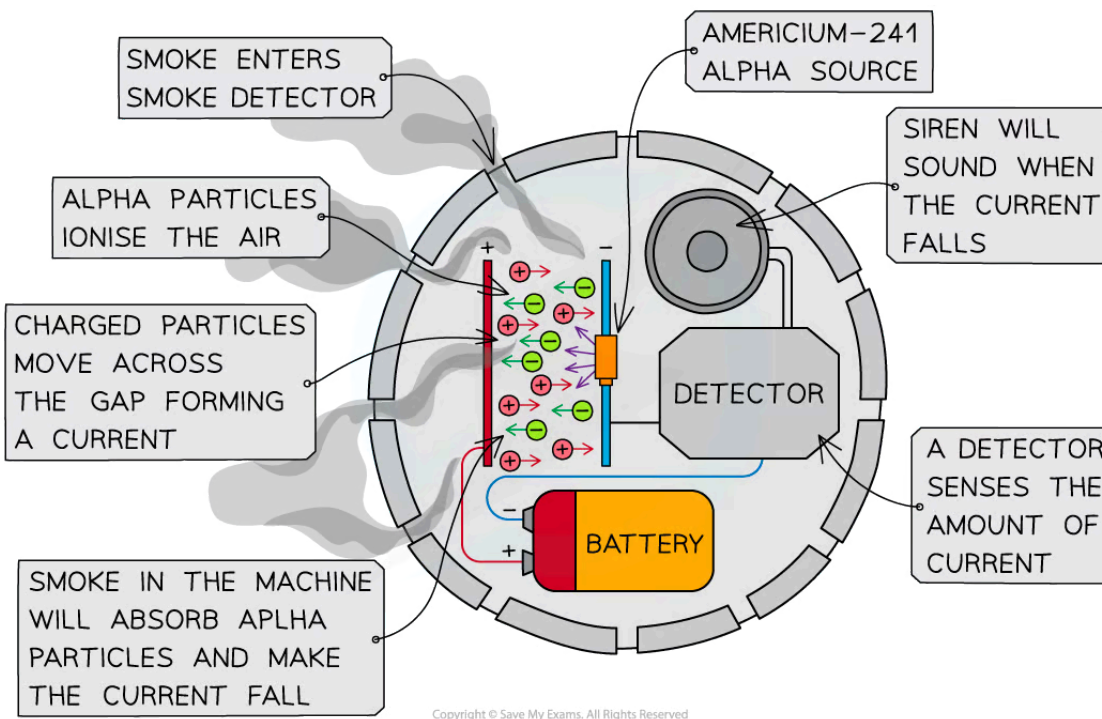 SMOKE ENTERS
SMOKE DETECTOR
AMERICIUM-241
ALPHA SOURCE
ALPHA PARTICLES
IONISE THE AIR
SIREN WILL
SOUND WHEN
THE CURRENT
FALLS
CHARGED PARTICLES
MOVE ACROSS
THE GAP FORMING
A CURRENT
DETECTOR
A DETECTOR
SENSES THE
AMOUNT OF
CURRENT
BATTERY
SMOKE IN THE MACHINE
WILL ABSORB APLHA
PARTICLES AND MAKE
THE CURRENT FALL
Copyright © Save My Exams. All Rights Reserved